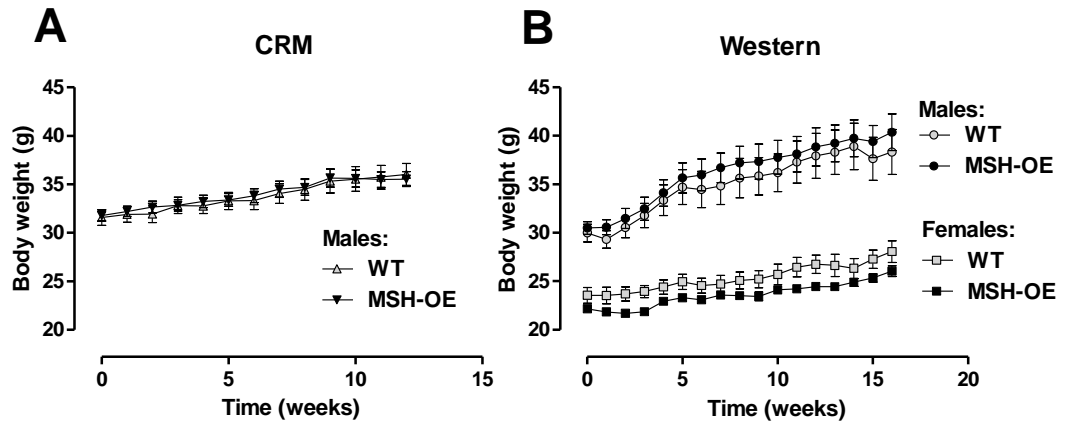 A
CRM
Body weight (g)
45
40
35
30
25
20
Males:
WT
MSH-OE
0
5
10
15
Time (weeks)
B
Western
Body weight (g)
45
40
35
30
25
20
Males:
WT
MSH-OE
Females:
WT
MSH-OE
0
5
10
15
20
Time (weeks)